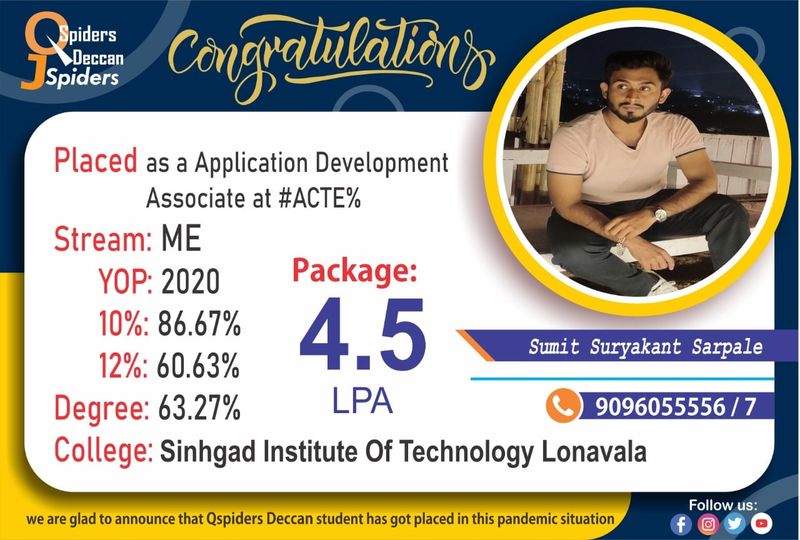 QSpiders
Deccan
JSpiders
Congratulations
Placed as a Application Development
Associate at #ACTE%
Stream: ME
YOP: 2020
10%: 86.67%
12%: 60.63%
Degree: 63.27%
College: Sinhgad Institute Of Technology Lonavala
Package:
4.5
LPA
Sumit Suryakant Sarpale
9096055556 / 7
we are glad to announce that Qspiders Deccan student has got placed in this pandemic situation
Follow us: